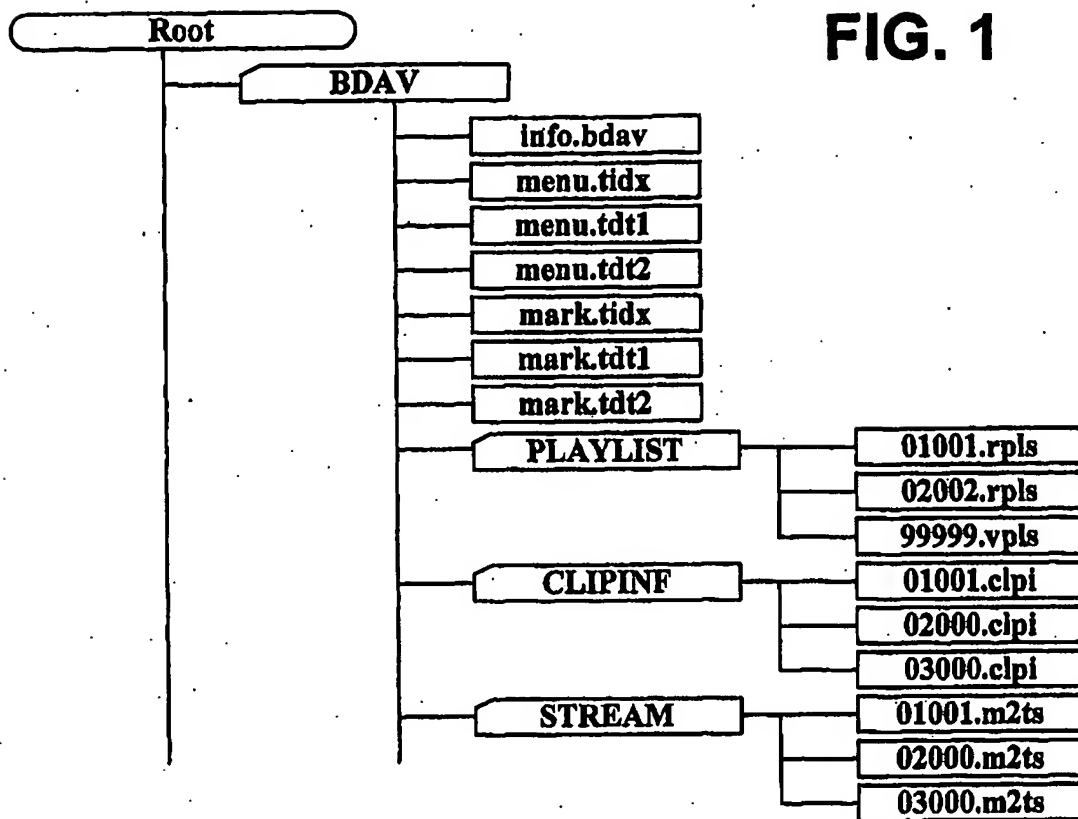 FIG. 1
Root
BDAV
info.bdav
menu.tidx
menu.tdt1
menu.tdt2
mark.tidx
mark.tdt1
mark.tdt2
PLAYLIST
01001.rpls
02002.rpls
99999.vpls
CLIPINF
01001.clpi
02000.clpi
03000.clpi
STREAM
01001.m2ts
02000.m2ts
03000.m2ts